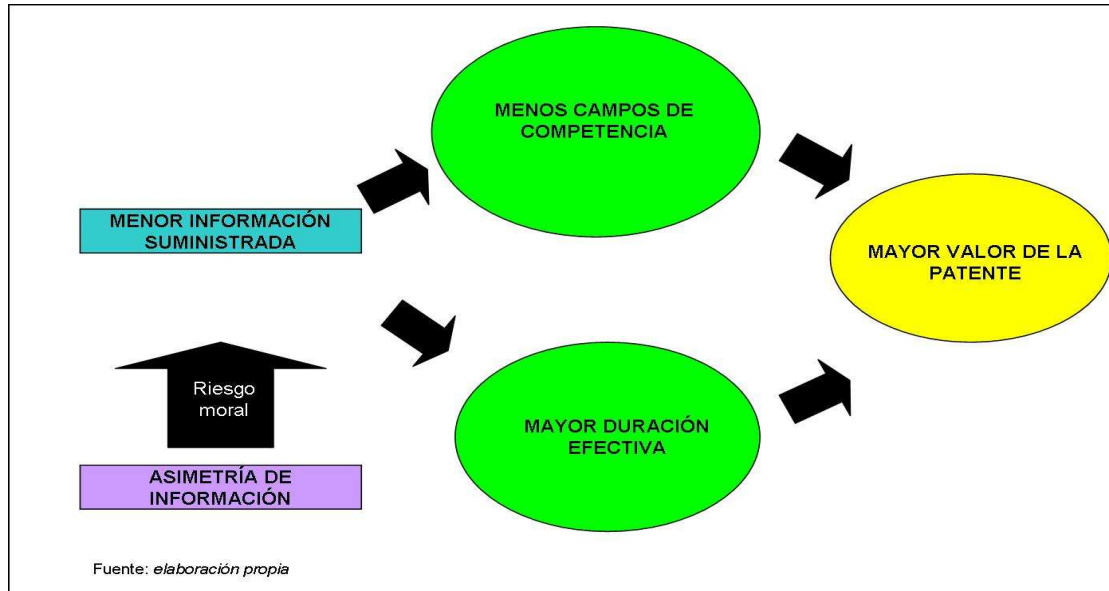 MENOS CAMPOS DE
COMPETENCIA
MENOR INFORMACIÓN
SUMINISTRADA
MAYOR VALOR DE LA
PATENTE
Riesgo
moral
MAYOR DURACIÓN
EFECTIVA
ASIMETRÍA DE
INFORMACIÓN
Fuente: elaboración propia